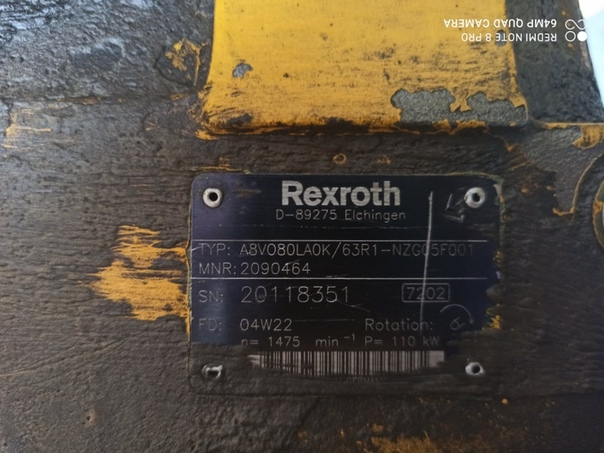 REDMI NOTE 8 PRO
64MP QUAD CAMERA
Rexroth
D-89275 Elchingen
TYP: A8VO80LA0K/63R1-NZG05F001
MNR: 2090464
SN: 20118351 7202
FD: 04W22 Rotation:
n= 1475 min⁻¹ P= 110 kW